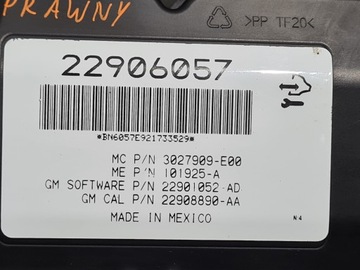 PRAWNY
>PP TF20<
22906057
*BN6057E921733529*
MC P/N 3027909-E00
ME P/N 101925-A
GM SOFTWARE P/N 22901052-AD
GM CAL P/N 22908890-AA
MADE IN MEXICO
N4